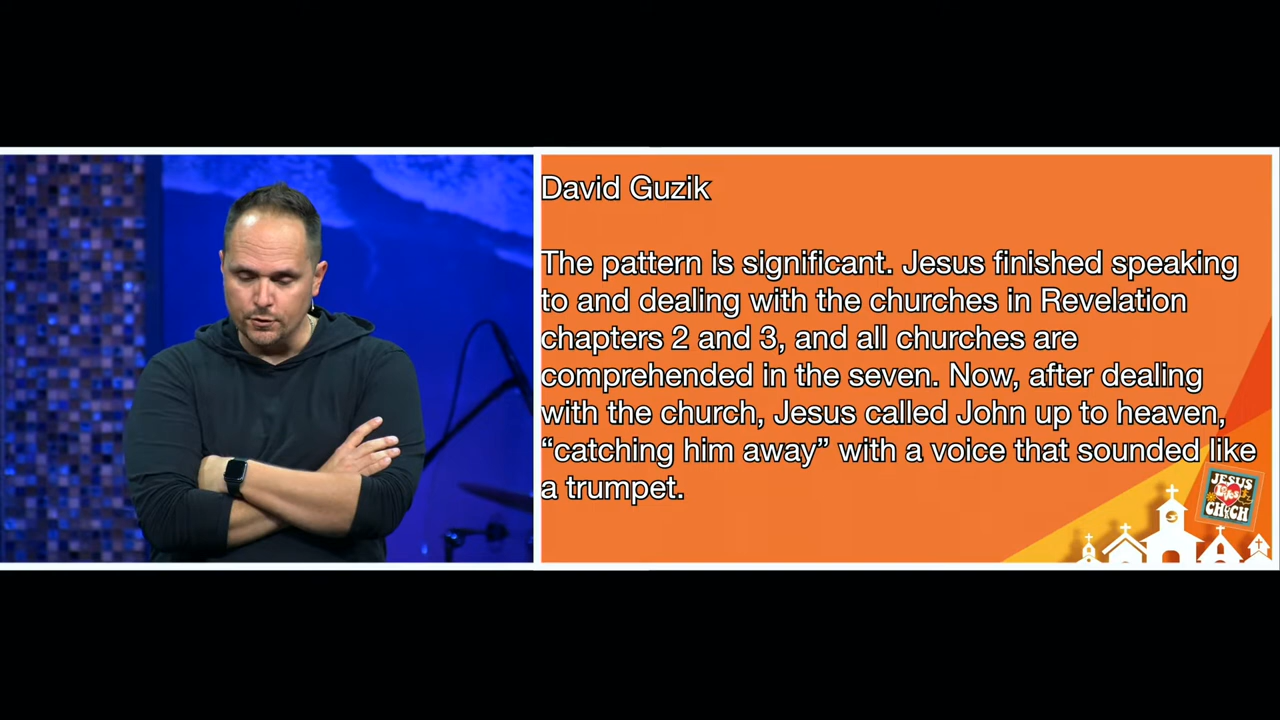 David Guzik
The pattern is significant. Jesus finished speaking
to and dealing with the churches in Revelation
chapters 2 and 3, and all churches are
comprehended in the seven. Now, after dealing
with the church, Jesus called John up to heaven,
“catching him away” with a voice that sounded like
a trumpet.
JESUS